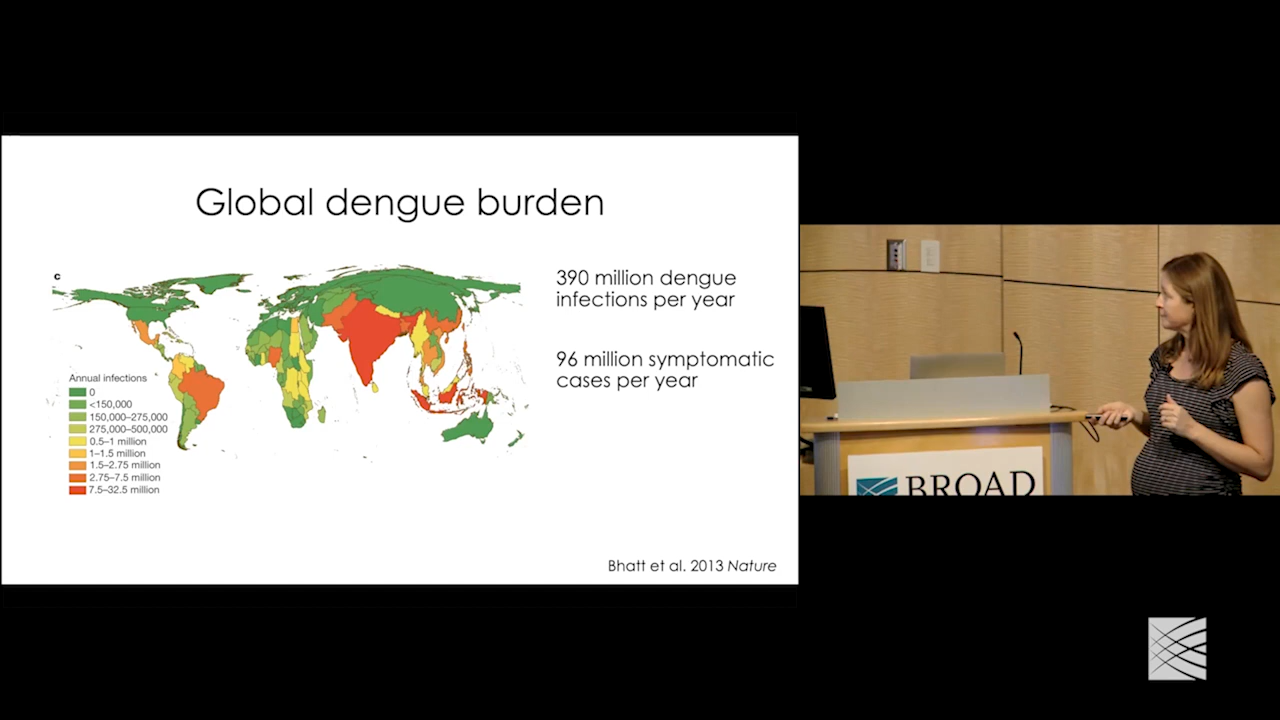 Global dengue burden
c
390 million dengue
infections per year
96 million symptomatic
cases per year
Annual infections
0
<150,000
150,000–275,000
275,000–500,000
0.5–1 million
1–1.5 million
1.5–2.75 million
2.75–7.5 million
7.5–32.5 million
Bhatt et al. 2013 Nature
BROAD